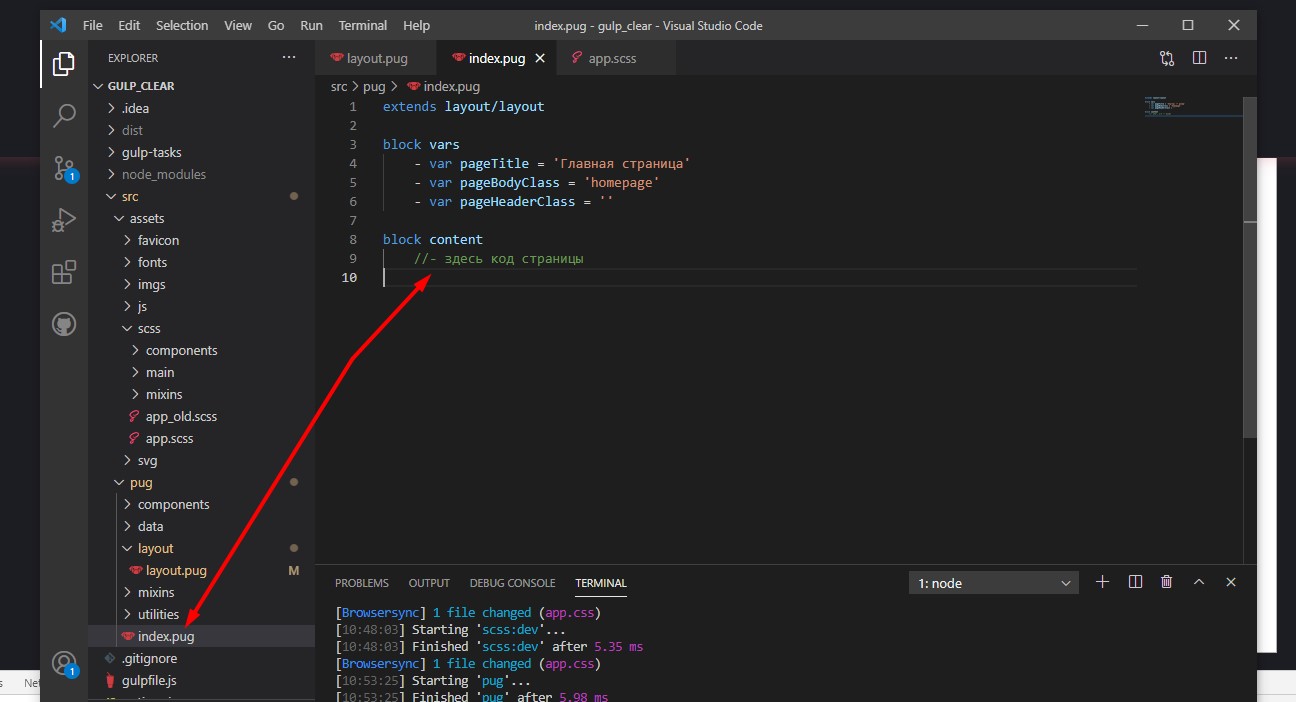 File Edit Selection View Go Run Terminal Help
index.pug - gulp_clear - Visual Studio Code
EXPLORER
GULP_CLEAR
.idea
dist
gulp-tasks
node_modules
src
assets
favicon
fonts
imgs
js
scss
components
main
mixins
app_old.scss
app.scss
svg
pug
components
data
layout
layout.pug M
mixins
utilities
index.pug
.gitignore
gulpfile.js
1
1
layout.pug index.pug app.scss
src > pug > index.pug
1 extends layout/layout
2
3 block vars
4 - var pageTitle = 'Главная страница'
5 - var pageBodyClass = 'homepage'
6 - var pageHeaderClass = ''
7
8 block content
9 //- здесь код страницы
10
PROBLEMS OUTPUT DEBUG CONSOLE TERMINAL 1: node
[Browsersync] 1 file changed (app.css)
[10:48:03] Starting 'scss:dev'...
[10:48:03] Finished 'scss:dev' after 5.35 ms
[Browsersync] 1 file changed (app.css)
[10:53:25] Starting 'pug'...
[10:53:25] Finished 'pug' after 5.98 ms